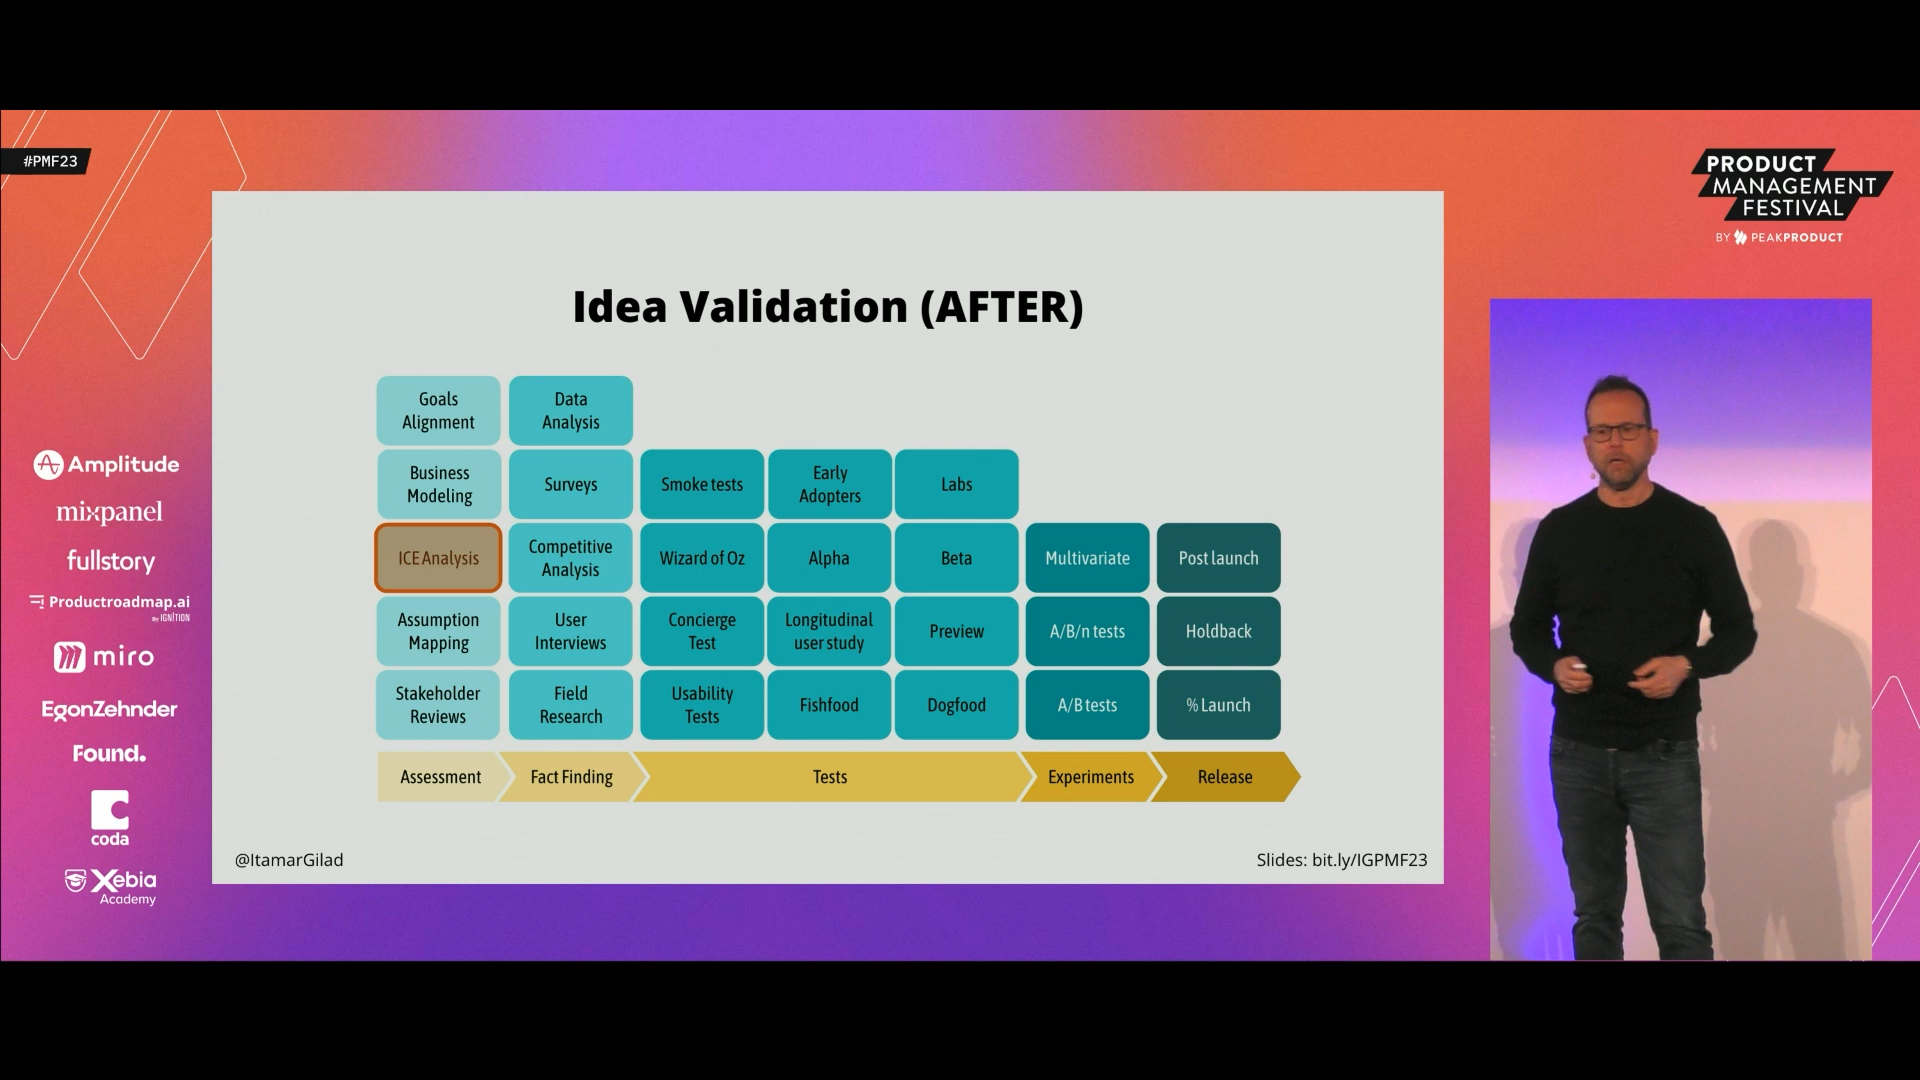 #PMF23
PRODUCT
MANAGEMENT
FESTIVAL
BY PEAKPRODUCT
Amplitude
mixpanel
fullstory
Productroadmap.ai
by IGNITION
miro
EgonZehnder
Found.
coda
Xebia
Academy
Idea Validation (AFTER)
Goals
Alignment
Data
Analysis
Business
Modeling
Surveys
Smoke tests
Early
Adopters
Labs
ICE Analysis
Competitive
Analysis
Wizard of Oz
Alpha
Beta
Multivariate
Post launch
Assumption
Mapping
User
Interviews
Concierge
Test
Longitudinal
user study
Preview
A/B/n tests
Holdback
Stakeholder
Reviews
Field
Research
Usability
Tests
Fishfood
Dogfood
A/B tests
% Launch
Assessment
Fact Finding
Tests
Experiments
Release
@ItamarGilad
Slides: bit.ly/IGPMF23